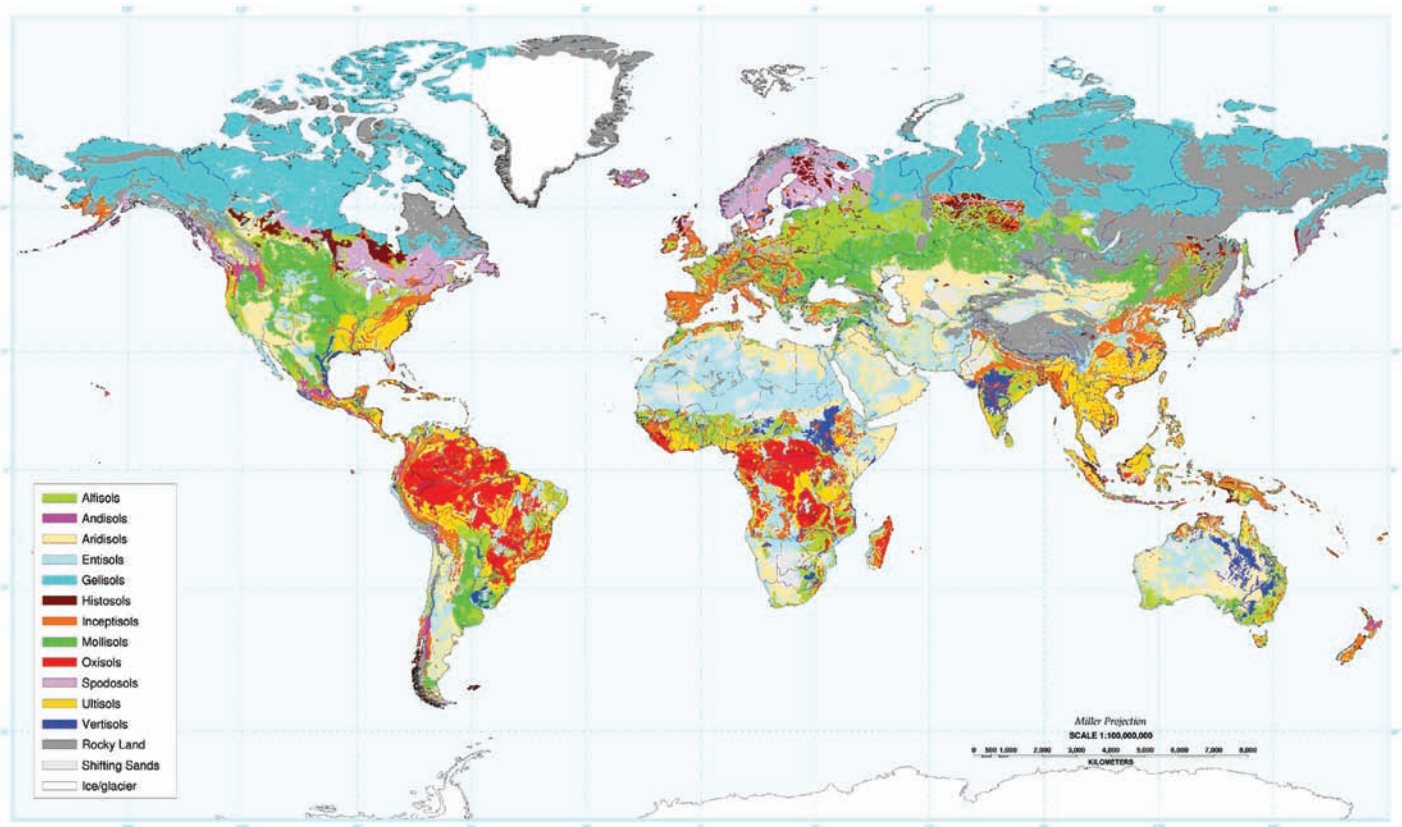 Alfisols
Andisols
Aridisols
Entisols
Gelisols
Histosols
Inceptisols
Mollisols
Oxisols
Spodosols
Ultisols
Vertisols
Rocky Land
Shifting Sands
Ice/glacier
Miller Projection
SCALE 1:100,000,000
0 500 1,000 2,000 3,000 4,000 5,000 6,000 7,000 8,000
KILOMETERS